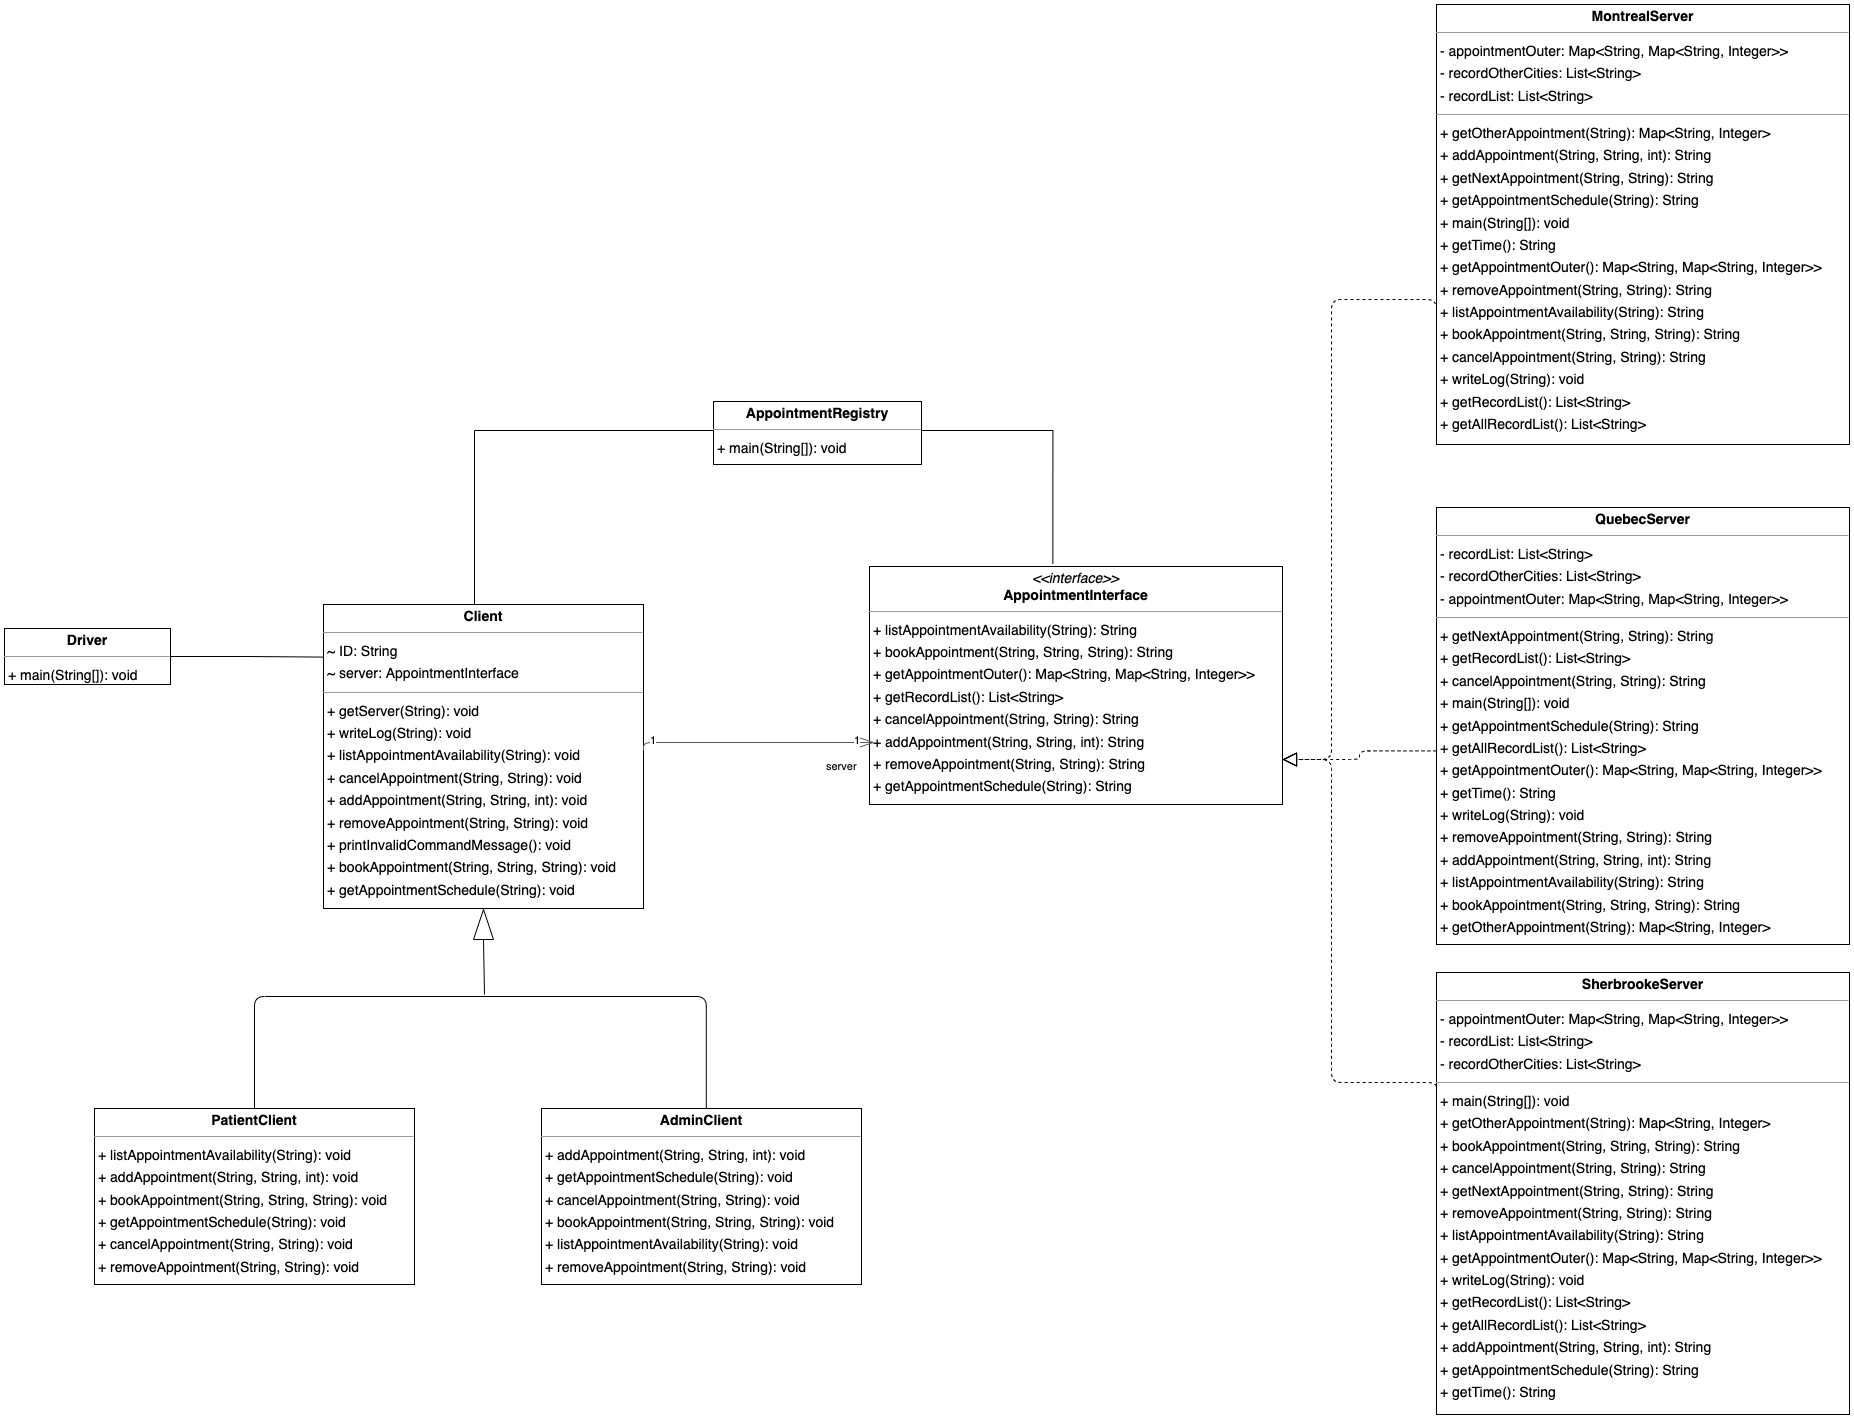 MontrealServer
- appointmentOuter: Map<String, Map<String, Integer>>
- recordOtherCities: List<String>
- recordList: List<String>
+ getOtherAppointment(String): Map<String, Integer>
+ addAppointment(String, String, int): String
+ getNextAppointment(String, String): String
+ getAppointmentSchedule(String): String
+ main(String[]): void
+ getTime(): String
+ getAppointmentOuter(): Map<String, Map<String, Integer>>
+ removeAppointment(String, String): String
+ listAppointmentAvailability(String): String
+ bookAppointment(String, String, String): String
+ cancelAppointment(String, String): String
+ writeLog(String): void
+ getRecordList(): List<String>
+ getAllRecordList(): List<String>
AppointmentRegistry
+ main(String[]): void
Driver
+ main(String[]): void
Client
~ ID: String
~ server: AppointmentInterface
+ getServer(String): void
+ writeLog(String): void
+ listAppointmentAvailability(String): void
+ cancelAppointment(String, String): void
+ addAppointment(String, String, int): void
+ removeAppointment(String, String): void
+ printInvalidCommandMessage(): void
+ bookAppointment(String, String, String): void
+ getAppointmentSchedule(String): void
1
1
server
<<interface>>
AppointmentInterface
+ listAppointmentAvailability(String): String
+ bookAppointment(String, String, String): String
+ getAppointmentOuter(): Map<String, Map<String, Integer>>
+ getRecordList(): List<String>
+ cancelAppointment(String, String): String
+ addAppointment(String, String, int): String
+ removeAppointment(String, String): String
+ getAppointmentSchedule(String): String
QuebecServer
- recordList: List<String>
- recordOtherCities: List<String>
- appointmentOuter: Map<String, Map<String, Integer>>
+ getNextAppointment(String, String): String
+ getRecordList(): List<String>
+ cancelAppointment(String, String): String
+ main(String[]): void
+ getAppointmentSchedule(String): String
+ getAllRecordList(): List<String>
+ getAppointmentOuter(): Map<String, Map<String, Integer>>
+ getTime(): String
+ writeLog(String): void
+ removeAppointment(String, String): String
+ addAppointment(String, String, int): String
+ listAppointmentAvailability(String): String
+ bookAppointment(String, String, String): String
+ getOtherAppointment(String): Map<String, Integer>
PatientClient
+ listAppointmentAvailability(String): void
+ addAppointment(String, String, int): void
+ bookAppointment(String, String, String): void
+ getAppointmentSchedule(String): void
+ cancelAppointment(String, String): void
+ removeAppointment(String, String): void
AdminClient
+ addAppointment(String, String, int): void
+ getAppointmentSchedule(String): void
+ cancelAppointment(String, String): void
+ bookAppointment(String, String, String): void
+ listAppointmentAvailability(String): void
+ removeAppointment(String, String): void
SherbrookeServer
- appointmentOuter: Map<String, Map<String, Integer>>
- recordList: List<String>
- recordOtherCities: List<String>
+ main(String[]): void
+ getOtherAppointment(String): Map<String, Integer>
+ bookAppointment(String, String, String): String
+ cancelAppointment(String, String): String
+ getNextAppointment(String, String): String
+ removeAppointment(String, String): String
+ listAppointmentAvailability(String): String
+ getAppointmentOuter(): Map<String, Map<String, Integer>>
+ writeLog(String): void
+ getRecordList(): List<String>
+ getAllRecordList(): List<String>
+ addAppointment(String, String, int): String
+ getAppointmentSchedule(String): String
+ getTime(): String